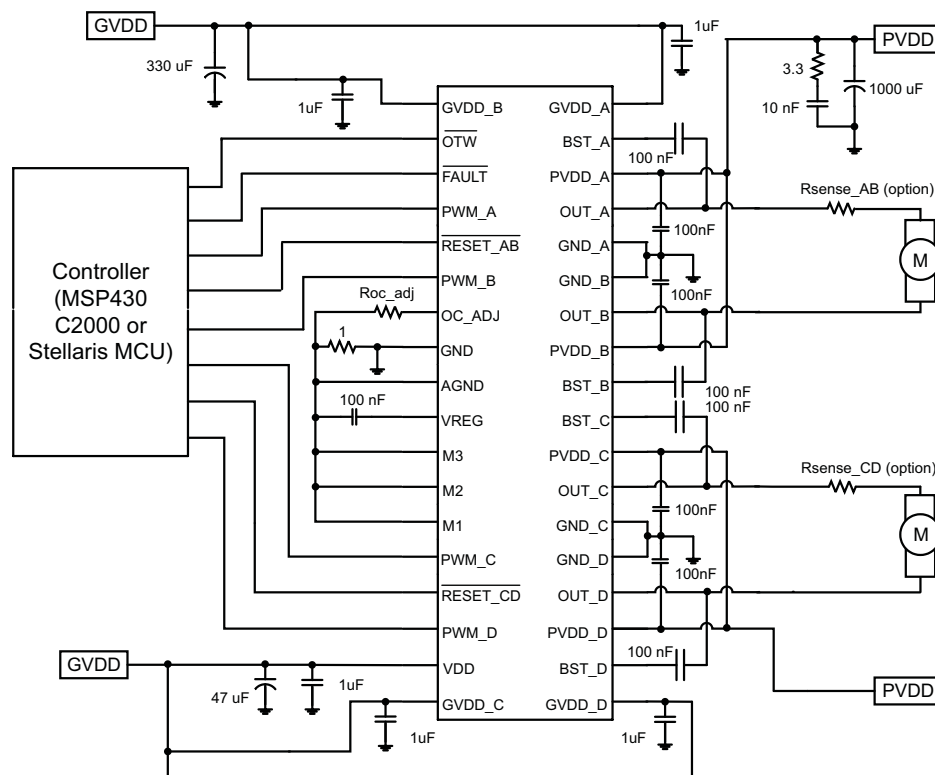 GVDD
330 uF
1uF
1uF
PVDD
3.3
10 nF
1000 uF
Controller
(MSP430
C2000 or
Stellaris MCU)
Roc_adj
1
100 nF
GVDD_B
OTW
FAULT
PWM_A
RESET_AB
PWM_B
OC_ADJ
GND
AGND
VREG
M3
M2
M1
PWM_C
RESET_CD
PWM_D
VDD
GVDD_C
GVDD_A
BST_A
PVDD_A
OUT_A
GND_A
GND_B
OUT_B
PVDD_B
BST_B
BST_C
PVDD_C
OUT_C
GND_C
GND_D
OUT_D
PVDD_D
BST_D
GVDD_D
100 nF
100nF
100nF
100 nF
100 nF
100nF
100nF
100 nF
Rsense_AB (option)
M
Rsense_CD (option)
M
GVDD
47 uF
1uF
1uF
1uF
PVDD